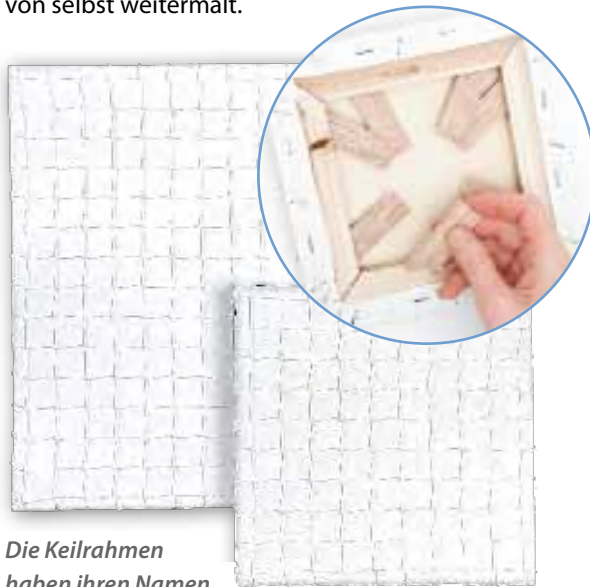 von selbst weitermalt.
Die Keilrahmen
haben ihren Namen